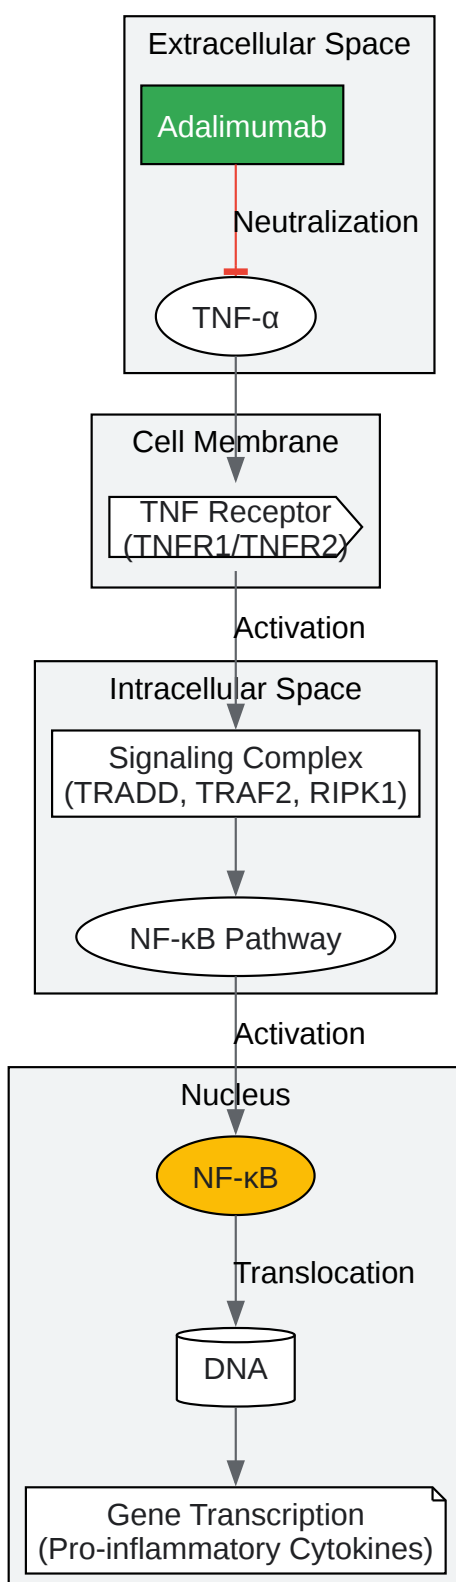 Extracellular Space
Adalimumab
Neutralization
TNF-α
Cell Membrane
TNF Receptor
(TNFR1/TNFR2)
Activation
Intracellular Space
Signaling Complex
(TRADD, TRAF2, RIPK1)
NF-κB Pathway
Activation
Nucleus
NF-κB
Translocation
DNA
Gene Transcription
(Pro-inflammatory Cytokines)